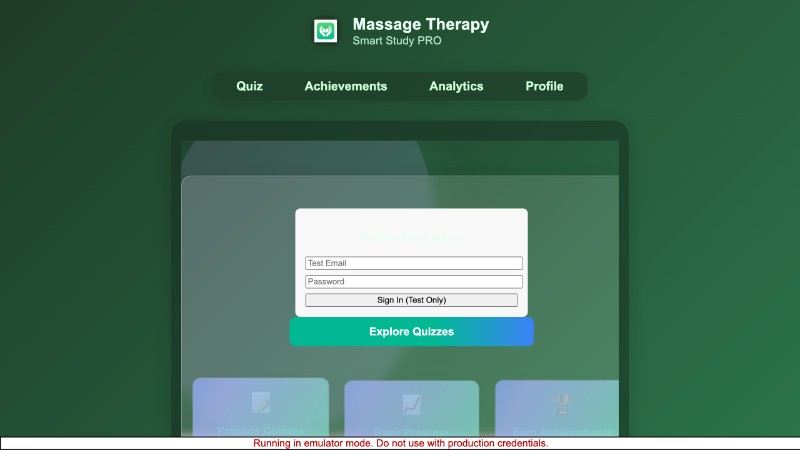 Massage Therapy
Smart Study PRO
Quiz Achievements Analytics Profile
Test Email
Password
Sign In (Test Only)
Explore Quizzes
Practice Quizzes Track Progress Earn Achievements
Running in emulator mode. Do not use with production credentials.